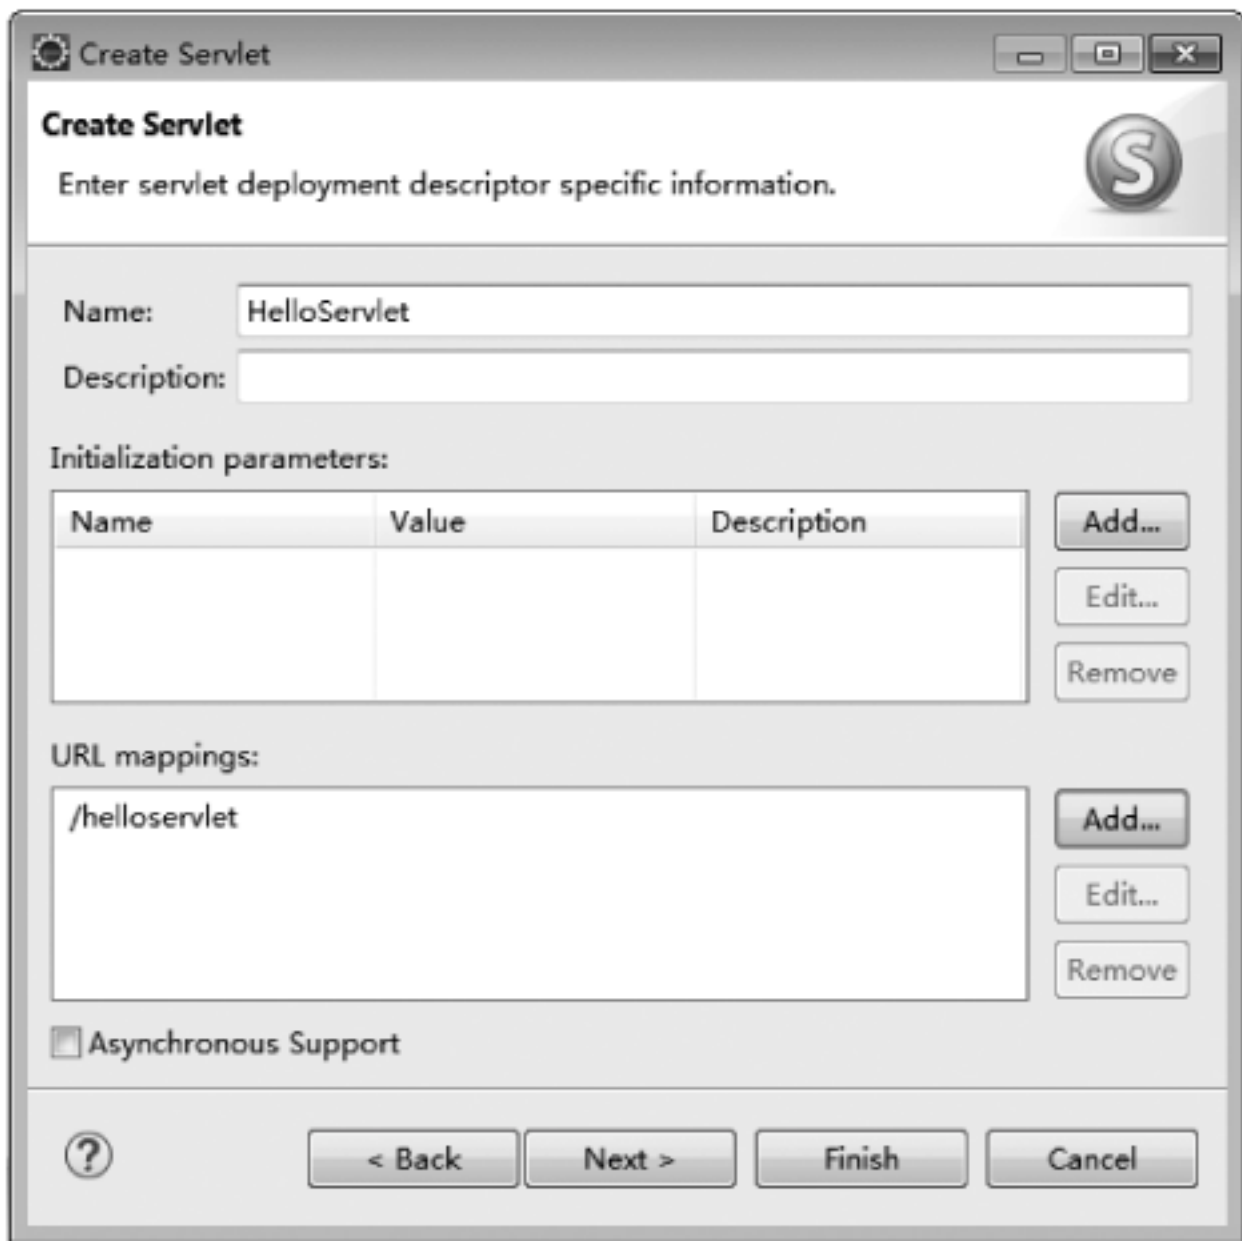 Create Servlet
Create Servlet
S
Enter servlet deployment descriptor specific information.
Name: HelloServlet
Description:
Initialization parameters:
Name Value Description Add...
Edit...
Remove
URL mappings:
/helloservlet Add...
Edit...
Remove
Asynchronous Support
? < Back Next > Finish Cancel